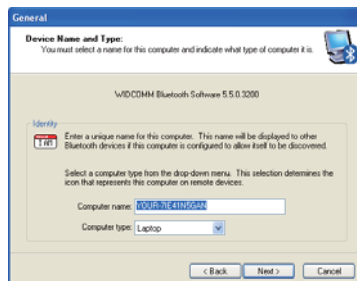 General
Device Name and Type:
You must select a name for this computer and indicate what type of computer it is.
WIDCOMM Bluetooth Software 5.5.0.3200
Identity
I AM
Enter a unique name for this computer. This name will be displayed to other
Bluetooth devices if this computer is configured to allow itself to be discovered.
Select a computer type from the drop-down menu. This selection determines the
icon that represents this computer on remote devices.
Computer name: YOUR-7IE41N5GAN
Computer type: Laptop
< Back Next > Cancel